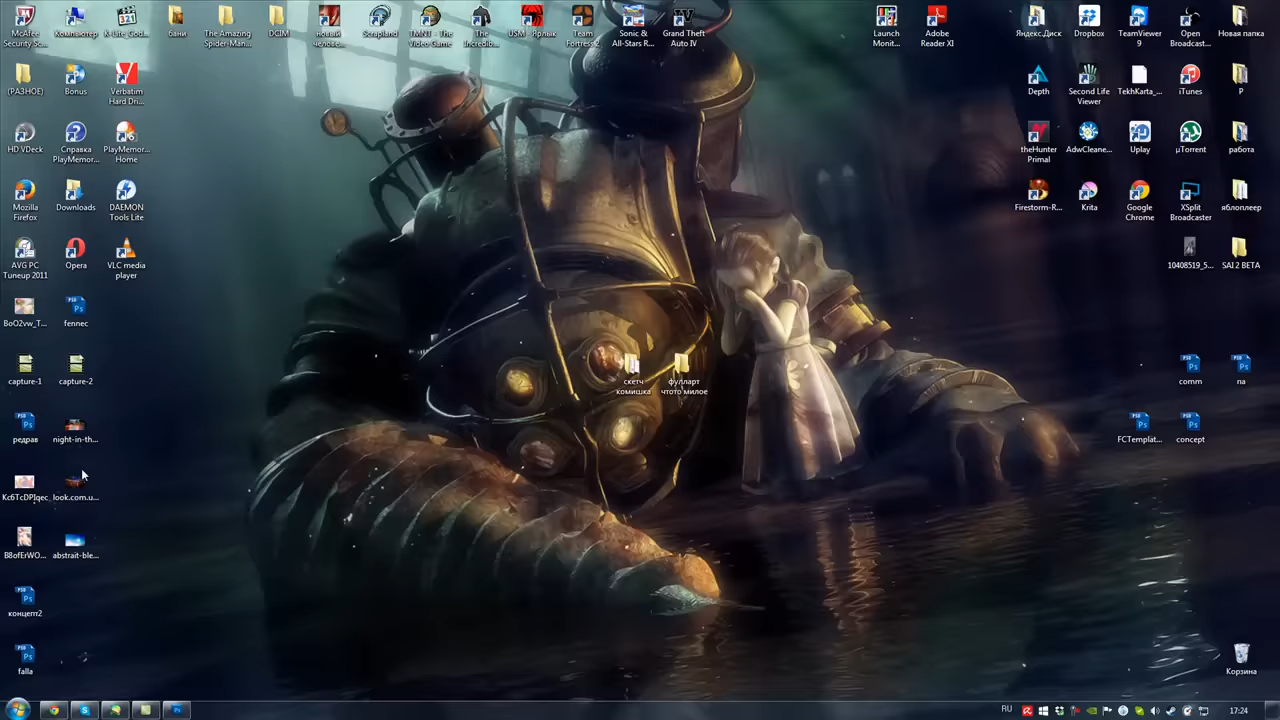 McAfee
Security Sc...
Компьютер
K-Lite_Cod...
бани
The Amazing
Spider-Man...
DCIM
новый
челове...
Scrapland
TMNT - The
Video Game
The
Incredib...
USM - Ярлык
Team
Fortress 2
Sonic &
All-Stars R...
Grand Theft
Auto IV
Launch
Monit...
Adobe
Reader XI
Яндекс.Диск
Dropbox
TeamViewer
9
Open
Broadcast...
Новая папка
(РАЗНОЕ)
Bonus
Verbatim
Hard Dri...
Depth
Second Life
Viewer
TekhKarta_...
iTunes
P
HD VDeck
Справка
PlayMemor...
PlayMemor...
Home
theHunter
Primal
AdwCleane...
Uplay
µTorrent
работа
Mozilla
Firefox
Downloads
DAEMON
Tools Lite
Firestorm-R...
Krita
Google
Chrome
XSplit
Broadcaster
яблоплеер
AVG PC
Tuneup 2011
Opera
VLC media
player
10408519_5...
SAI 2 BETA
BoO2vw_T...
fennec
capture-1
capture-2
скетч
комишка
фулларт
чтото милое
comm
na
редрав
night-in-th...
FCTemplat...
concept
Kc6TcDPIqec
look.com.u...
B8ofErWO...
abstrait-ble...
концепт2
falla
Корзина
RU
17:24